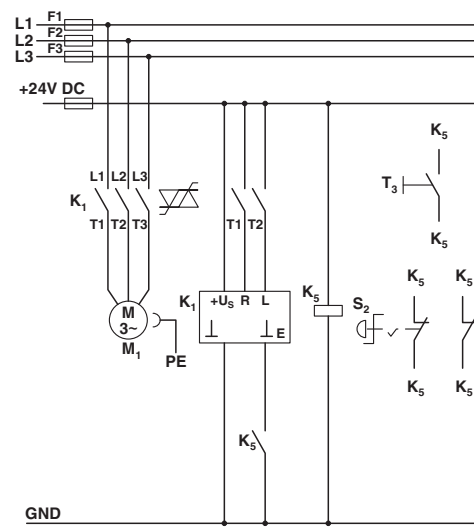 L1 F1
L2 F2
L3 F3
+24V DC
K5
L1 L2 L3
T3
K1
T1 T2 T3
T1 T2
K5
K1 +US R L
K5 S2 K5 K5
M
3~
M1
E
PE
K5 K5
K5
GND